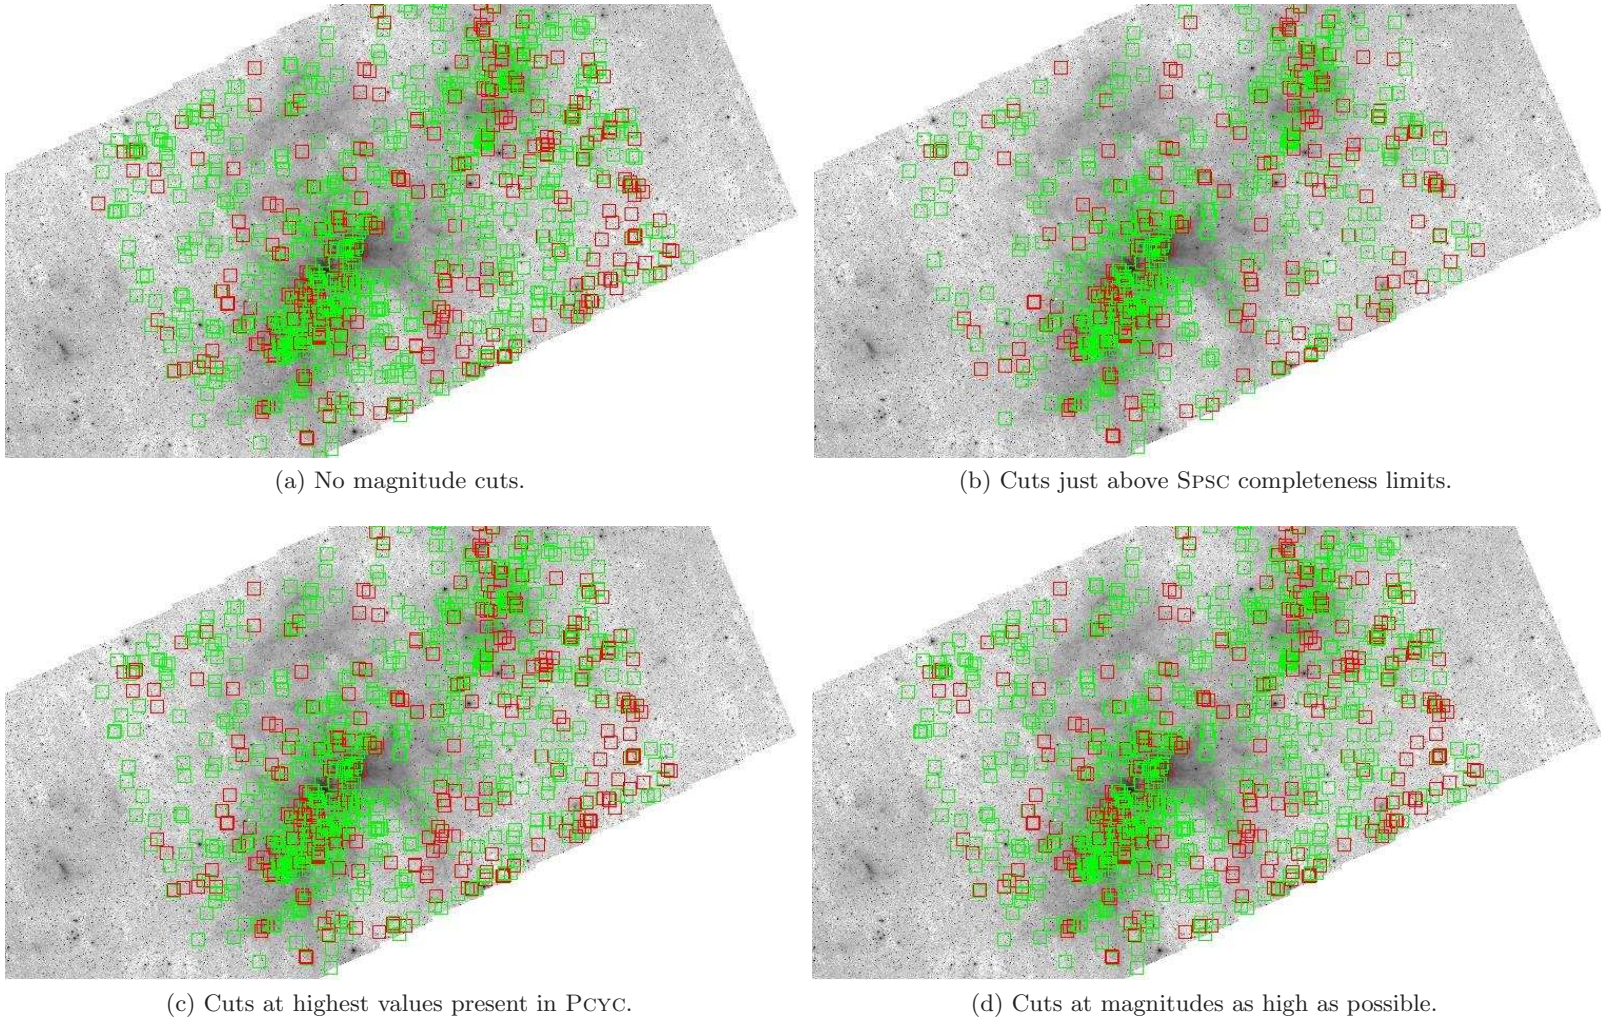 (a) No magnitude cuts.
(b) Cuts just above SPSC completeness limits.
(c) Cuts at highest values present in PCYC.
(d) Cuts at magnitudes as high as possible.